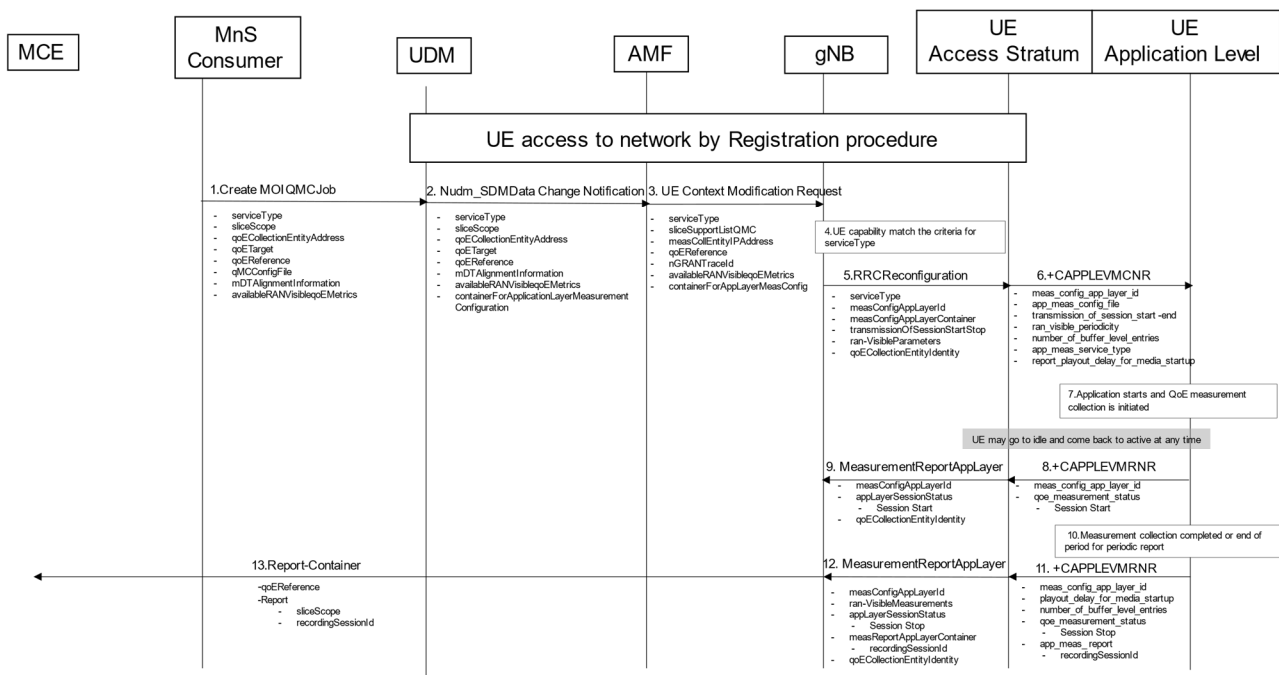 MCE
MnS
Consumer
UDM
AMF
gNB
UE
Access Stratum
UE
Application Level
UE access to network by Registration procedure
1.Create MOI QMCJob
- serviceType
- sliceScope
- qoECollectionEntityAddress
- qoETarget
- qoEReference
- qMCConfigFile
- mDTAlignmentInformation
- availableRANVisibleqoEMetrics
2. Nudm_SDMData Change Notification
- serviceType
- sliceScope
- qoECollectionEntityAddress
- qoETarget
- qoEReference
- mDTAlignmentInformation
- availableRANVisibleqoEMetrics
- containerForApplicationLayerMeasurement
Configuration
3. UE Context Modification Request
- serviceType
- sliceSupportListQMC
- measCollEntityIPAddress
- qoEReference
- nGRANTraceId
- availableRANVisibleqoEMetrics
- containerForAppLayerMeasConfig
4.UE capability match the criteria for
serviceType
5.RRCReconfiguration
- serviceType
- measConfigAppLayerId
- measConfigAppLayerContainer
- transmissionOfSessionStartStop
- ran-VisibleParameters
- qoECollectionEntityIdentity
6.+CAPPLEVMCNR
- meas_config_app_layer_id
- app_meas_config_file
- transmission_of_session_start -end
- ran_visible_periodicity
- number_of_buffer_level_entries
- app_meas_service_type
- report_playout_delay_for_media_startup
7.Application starts and QoE measurement
collection is initiated
UE may go to idle and come back to active at any time
8.+CAPPLEVMRNR
- meas_config_app_layer_id
- qoe_measurement_status
- Session Start
9. MeasurementReportAppLayer
- measConfigAppLayerId
- appLayerSessionStatus
- Session Start
- qoECollectionEntityIdentity
10.Measurement collection completed or end of
period for periodic report
11. +CAPPLEVMRNR
- meas_config_app_layer_id
- playout_delay_for_media_startup
- number_of_buffer_level_entries
- qoe_measurement_status
- Session Stop
- app_meas_report
- recordingSessionId
12. MeasurementReportAppLayer
- measConfigAppLayerId
- ran-VisibleMeasurements
- appLayerSessionStatus
- Session Stop
- measReportAppLayerContainer
- recordingSessionId
- qoECollectionEntityIdentity
13.Report-Container
-qoEReference
-Report
- sliceScope
- recordingSessionId